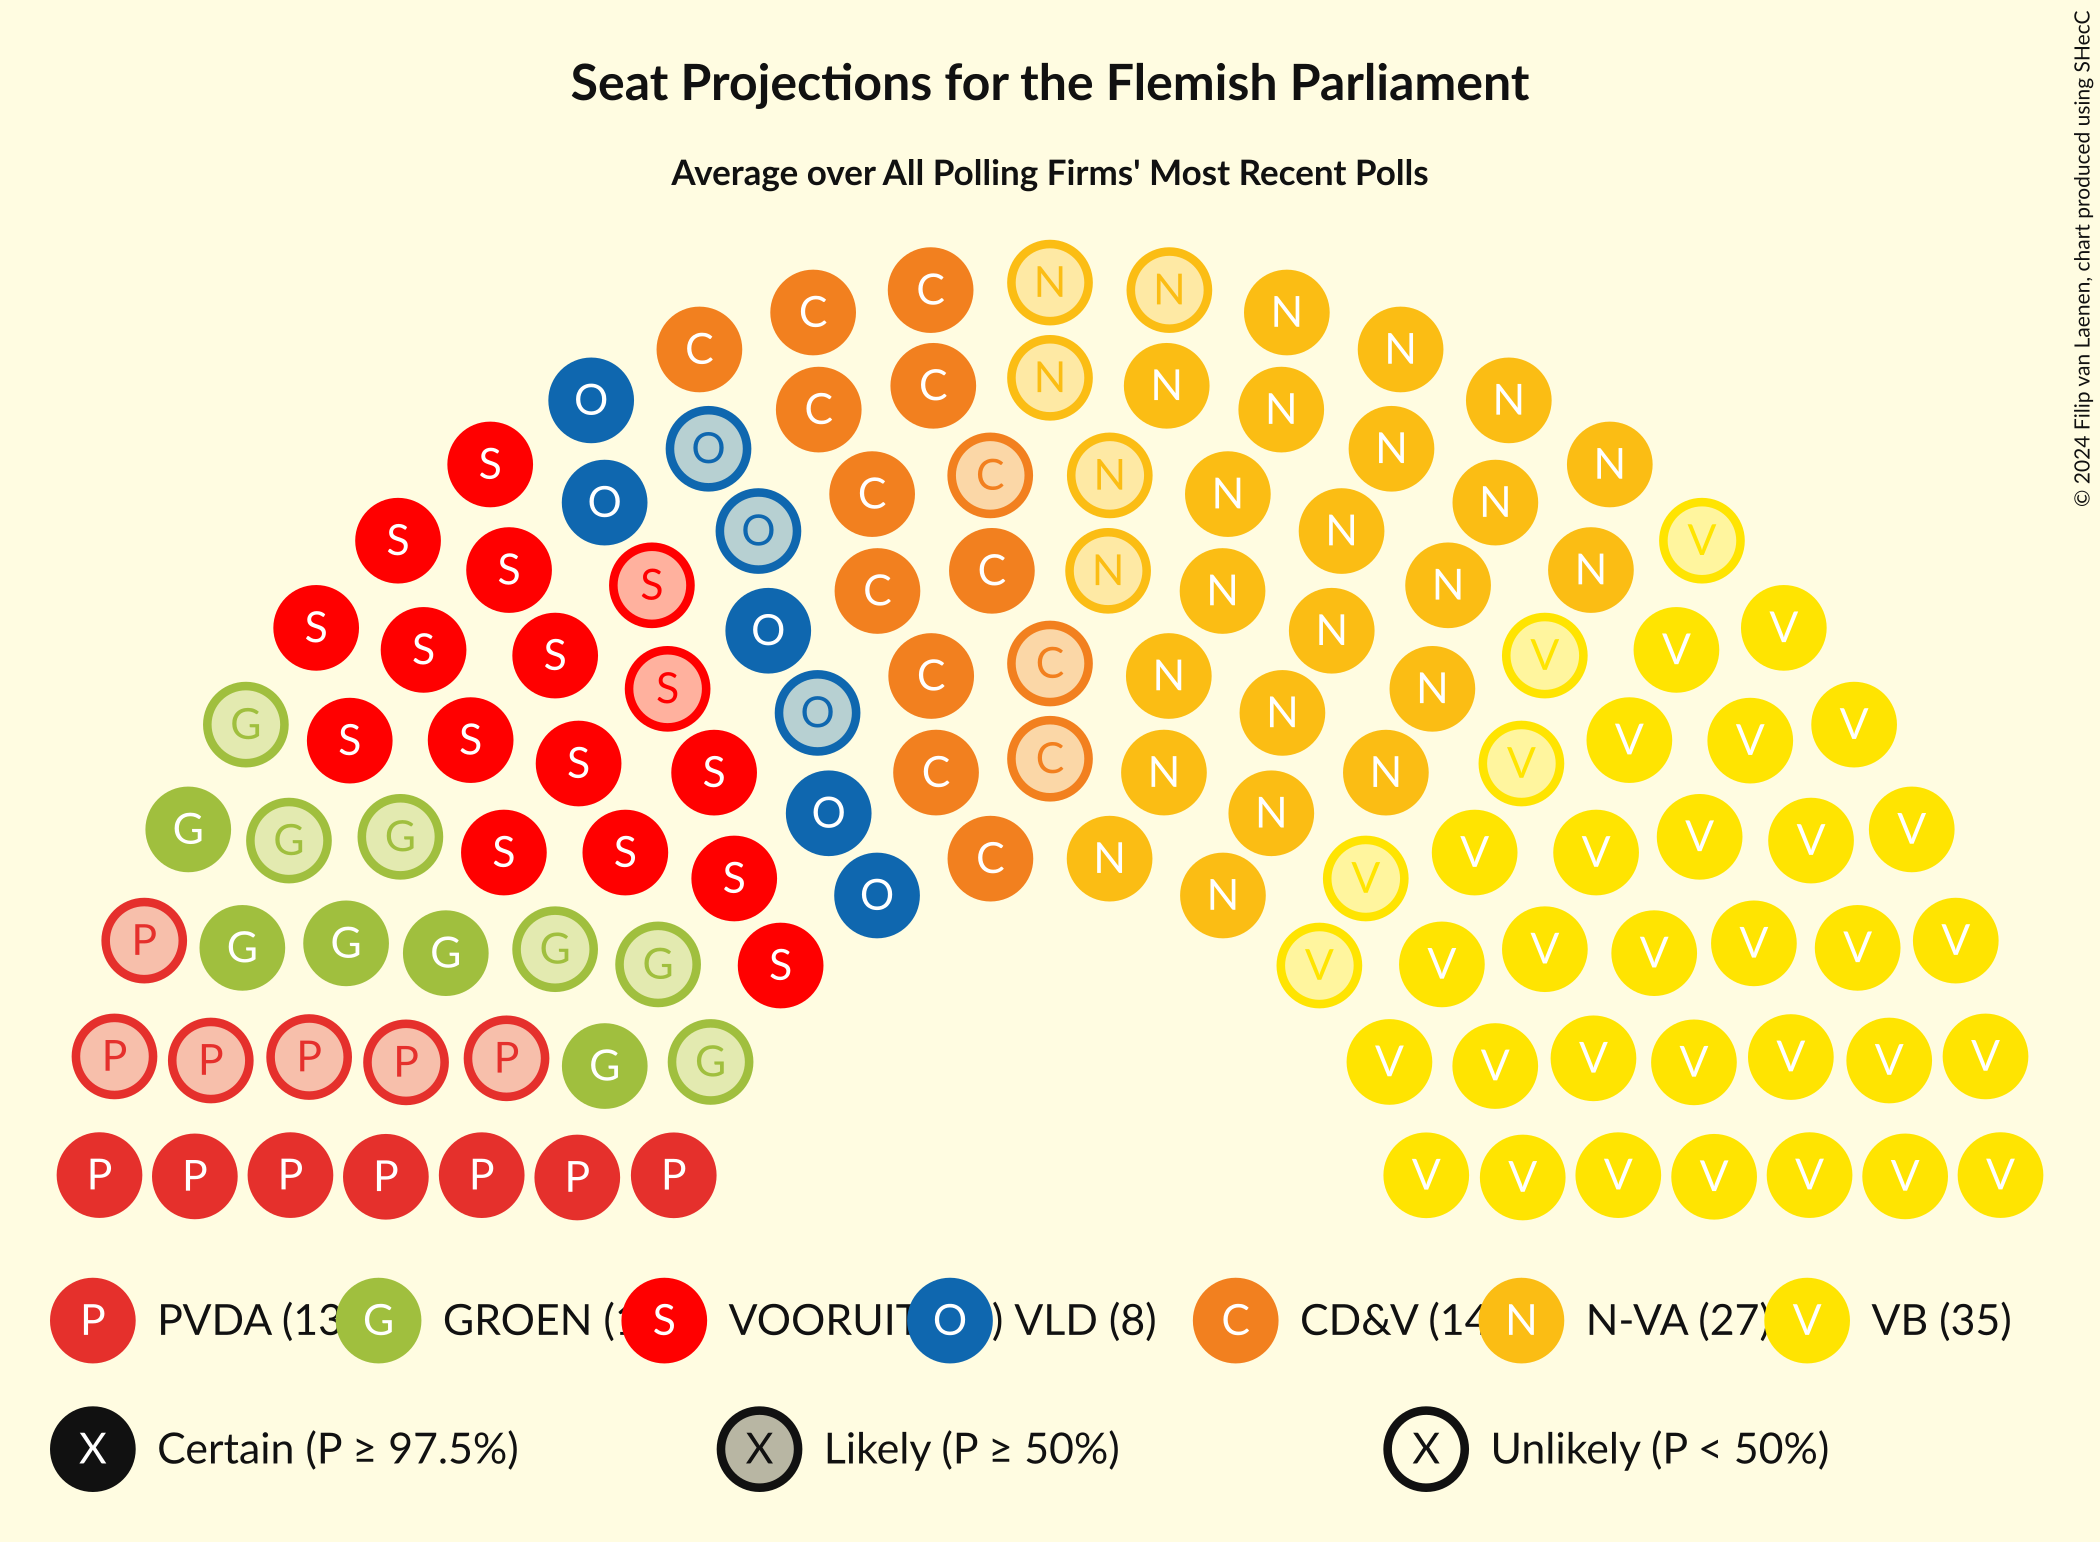 Seat Projections for the Flemish Parliament
Average over All Polling Firms' Most Recent Polls
© 2024 Filip van Laenen, chart produced using SHecC
C N N
C N
C N
O C N N N
C N
S O N N
O C C N N N
S O N V
S S C C N N N N
S O N V
S S C C N V V
G S O N N V
S S S S C C N N V V V
G G G S S O N V V V V V
S O C N N V
P G G G G G S V V V V V V V
P P P P P G G V V V V V V V
P P P P P P P V V V V V V V
P PVDA (13 G GROEN ( S VOORUIT O ) VLD (8) C CD&V (14 N N-VA (27) V VB (35)
X Certain (P ≥ 97.5%) X Likely (P ≥ 50%) X Unlikely (P < 50%)